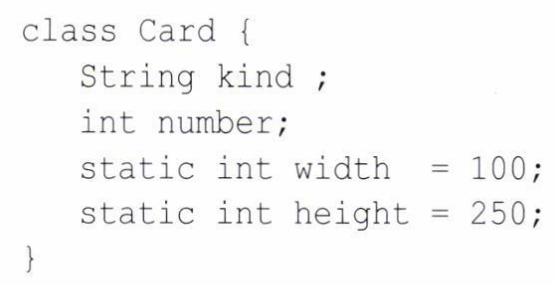 class Card {
String kind ;
int number;
static int width = 100;
static int height = 250;
}